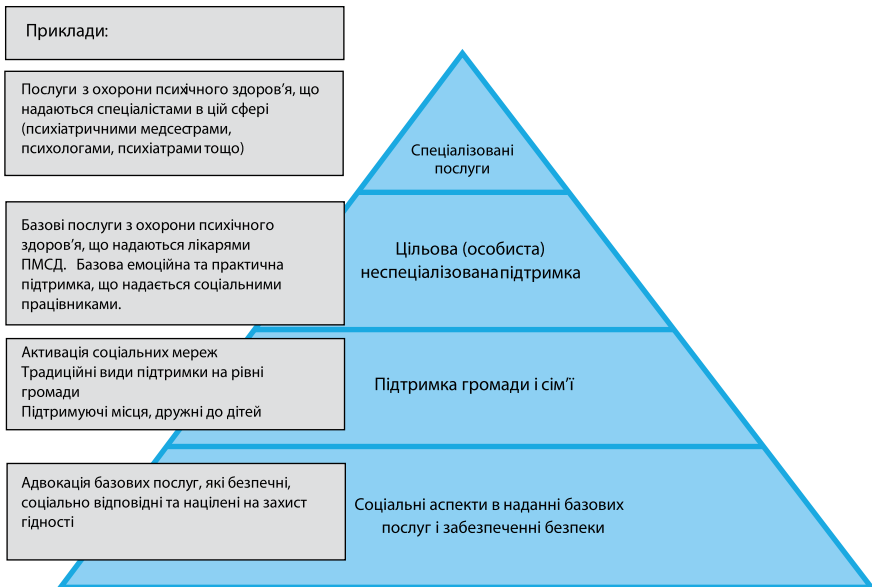 Приклади:
Послуги з охорони психічного здоров’я, що
надаються спеціалістами в цій сфері
(психіатричними медсестрами,
психологами, психіатрами тощо)
Спеціалізовані
послуги
Базові послуги з охорони психічного
здоров’я, що надаються лікарями
ПМСД. Базова емоційна та практична
підтримка, що надається соціальними
працівниками.
Цільова (особиста)
неспеціалізована підтримка
Активація соціальних мереж
Традиційні види підтримки на рівні
громади
Підтримуючі місця, дружні до дітей
Підтримка громади і сім’ї
Адвокація базових послуг, які безпечні,
соціально відповідні та націлені на захист
гідності
Соціальні аспекти в наданні базових
послуг і забезпеченні безпеки